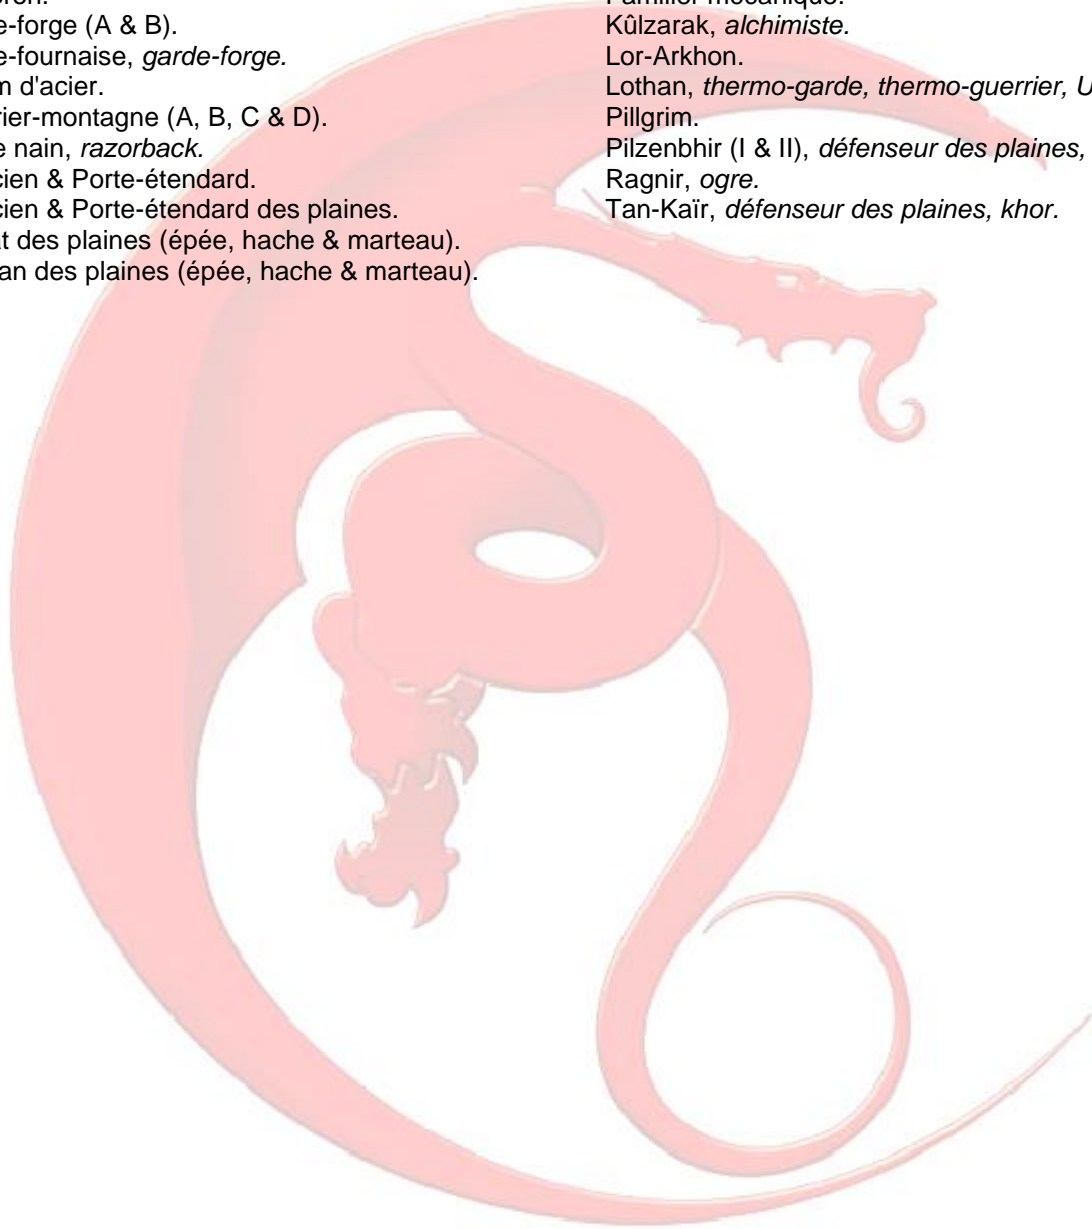 e-forge (A & B).
e-fournaise, garde-forge.
m d'acier.
rier-montagne (A, B, C & D).
e nain, razorback.
cien & Porte-étendard.
cien & Porte-étendard des plaines.
t des plaines (épée, hache & marteau).
an des plaines (épée, hache & marteau).
Familier mécanique.
Kûlzarak, alchimiste.
Lor-Arkhon.
Lothan, thermo-garde, thermo-guerrier, U
Pillgrim.
Pilzenbhir (I & II), défenseur des plaines,
Ragnir, ogre.
Tan-Kaïr, défenseur des plaines, khor.